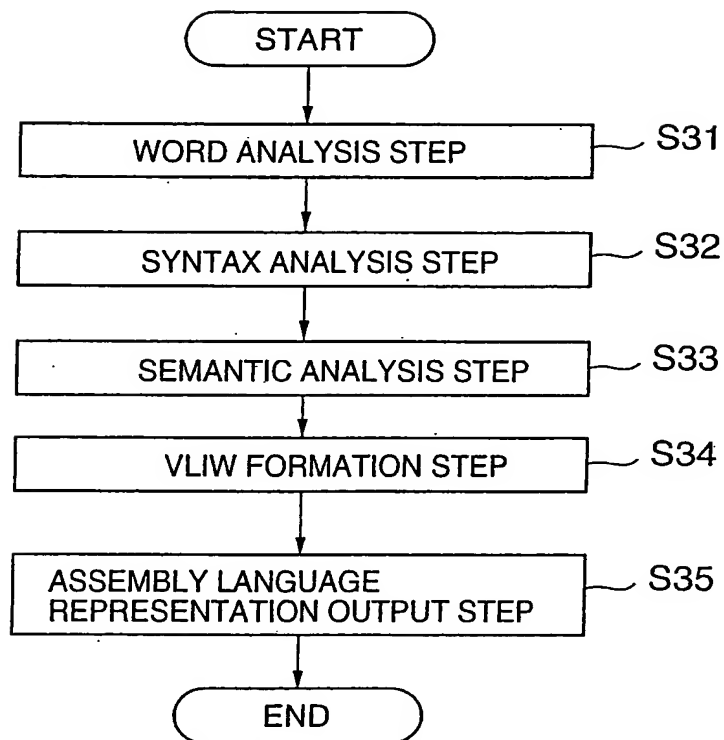 START
WORD ANALYSIS STEP
S31
SYNTAX ANALYSIS STEP
S32
SEMANTIC ANALYSIS STEP
S33
VLIW FORMATION STEP
S34
ASSEMBLY LANGUAGE
REPRESENTATION OUTPUT STEP
S35
END